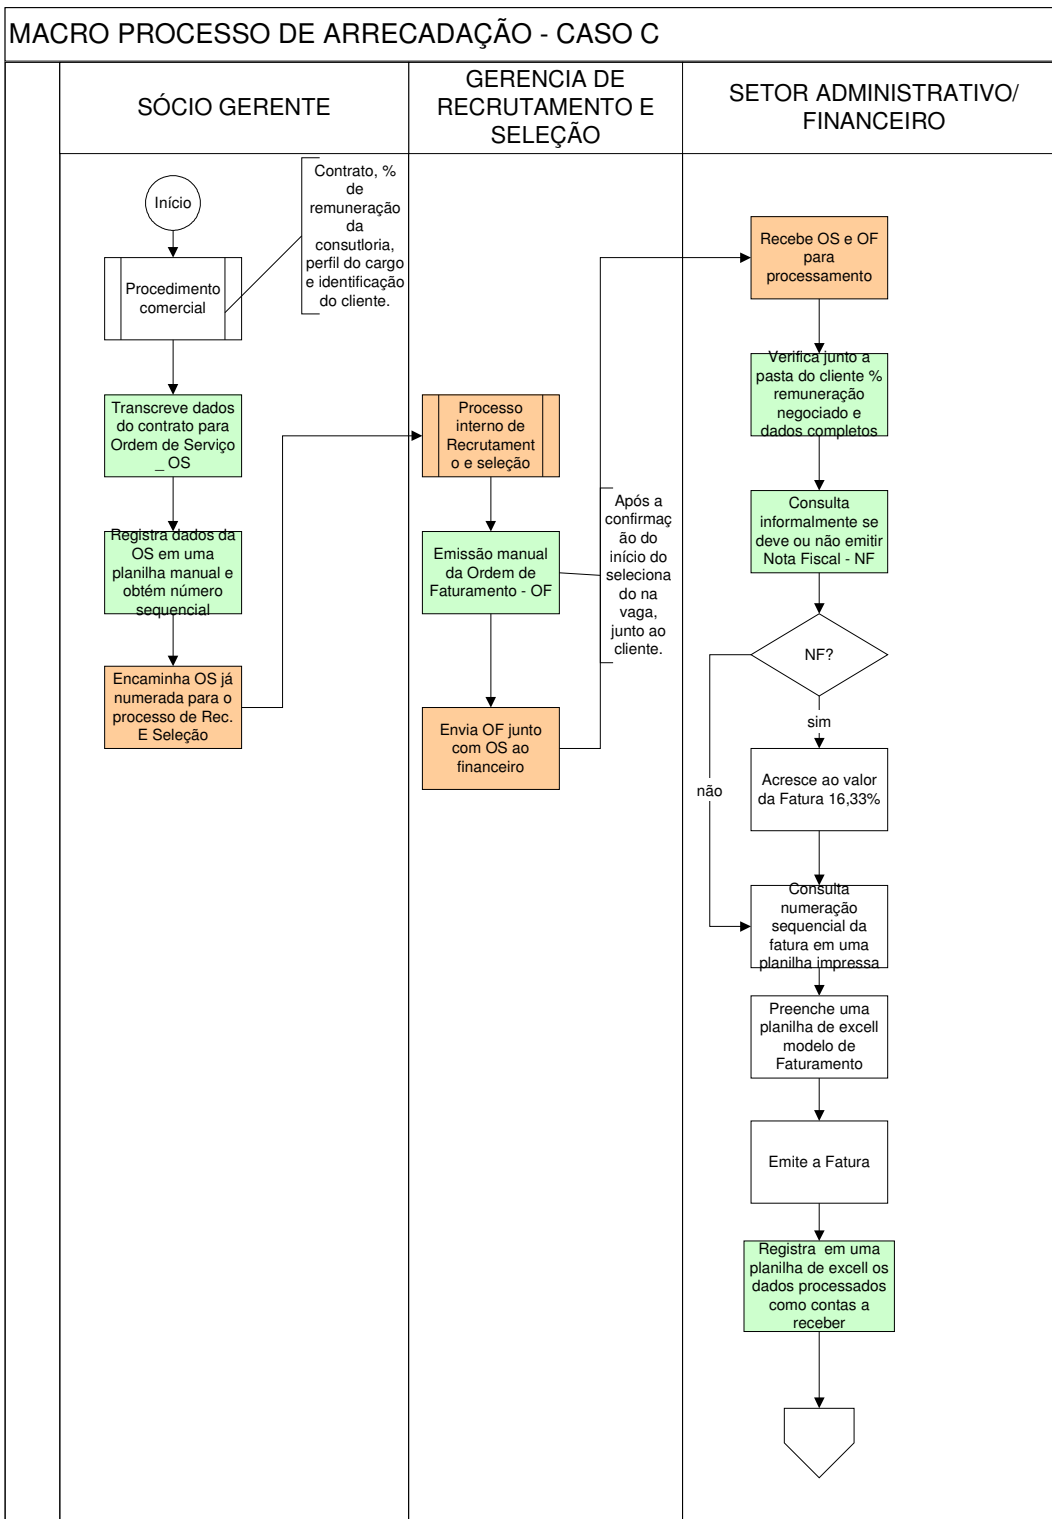 MACRO PROCESSO DE ARRECADAÇÃO - CASO C
SÓCIO GERENTE
GERENCIA DE
RECRUTAMENTO E
SELEÇÃO
SETOR ADMINISTRATIVO/
FINANCEIRO
Início
Contrato, %
de
remuneração
da
consutloria,
perfil do cargo
e identificação
do cliente.
Procedimento
comercial
Transcreve dados
do contrato para
Ordem de Serviço
_ OS
Registra dados da
OS em uma
planilha manual e
obtém número
sequencial
Encaminha OS já
numerada para o
processo de Rec.
E Seleção
Processo
interno de
Recrutament
o e seleção
Emissão manual
da Ordem de
Faturamento - OF
Após a
confirmaç
ão do
início do
seleciona
do na
vaga,
junto ao
cliente.
Envia OF junto
com OS ao
financeiro
Recebe OS e OF
para
processamento
Verifica junto a
pasta do cliente %
remuneração
negociado e
dados completos
Consulta
informalmente se
deve ou não emitir
Nota Fiscal - NF
NF?
sim
não
Acresce ao valor
da Fatura 16,33%
Consulta
numeração
sequencial da
fatura em uma
planilha impressa
Preenche uma
planilha de excell
modelo de
Faturamento
Emite a Fatura
Registra em uma
planilha de excell os
dados processados
como contas a
receber